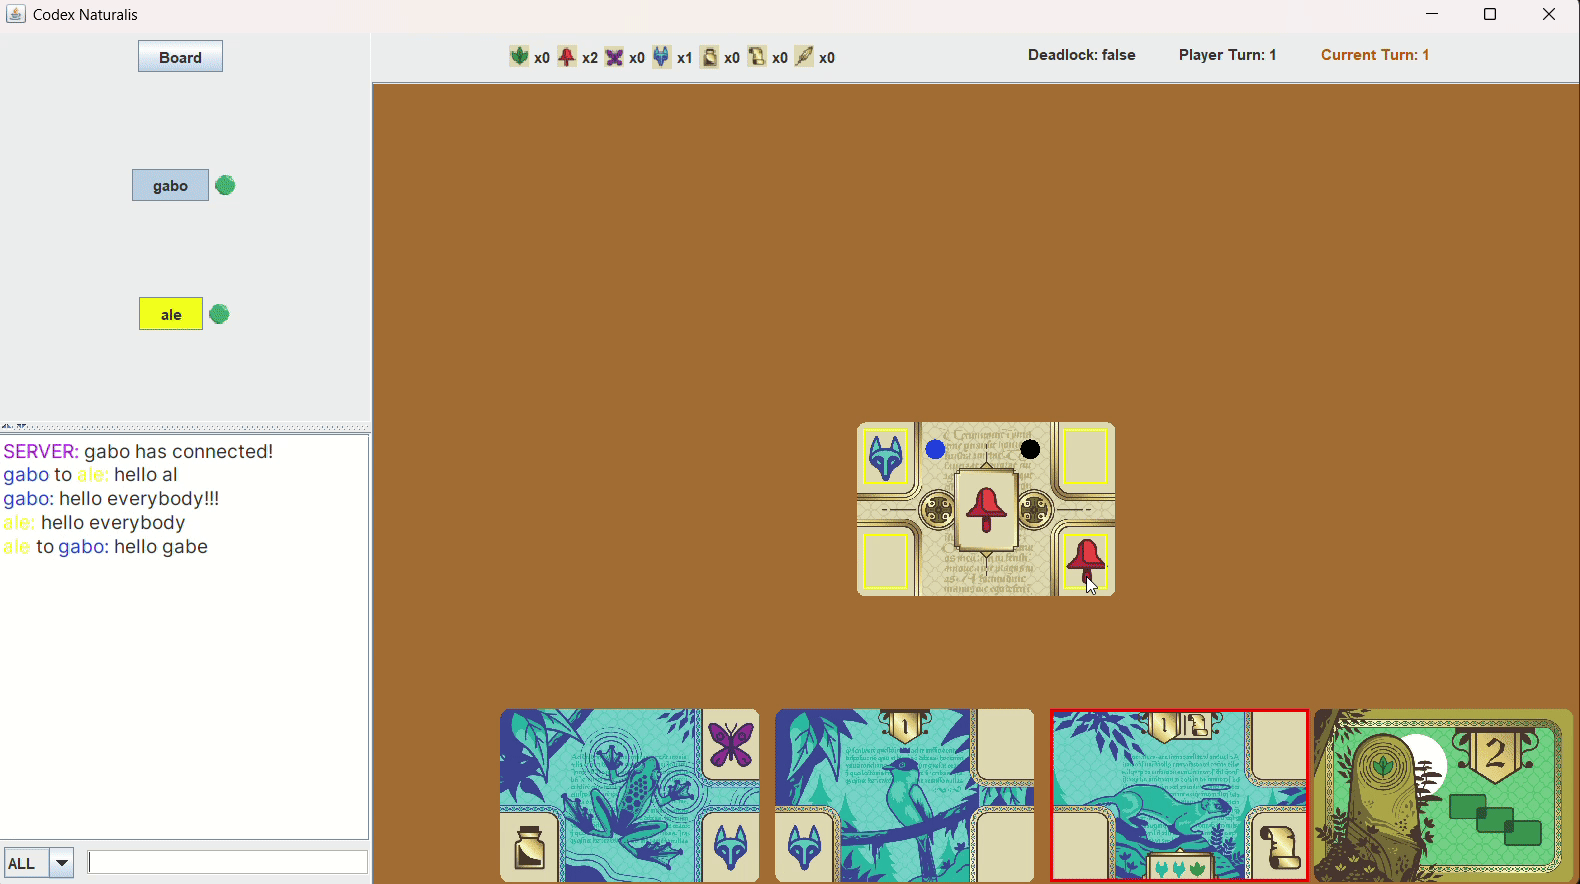 Codex Naturalis
Board
x0 x2 x0 x1 x0 x0 x0
Deadlock: false Player Turn: 1 Current Turn: 1
gabo
ale
SERVER: gabo has connected!
gabo to ale: hello al
gabo: hello everybody!!!
ale: hello everybody
ale to gabo: hello gabe
ALL
1
1
2